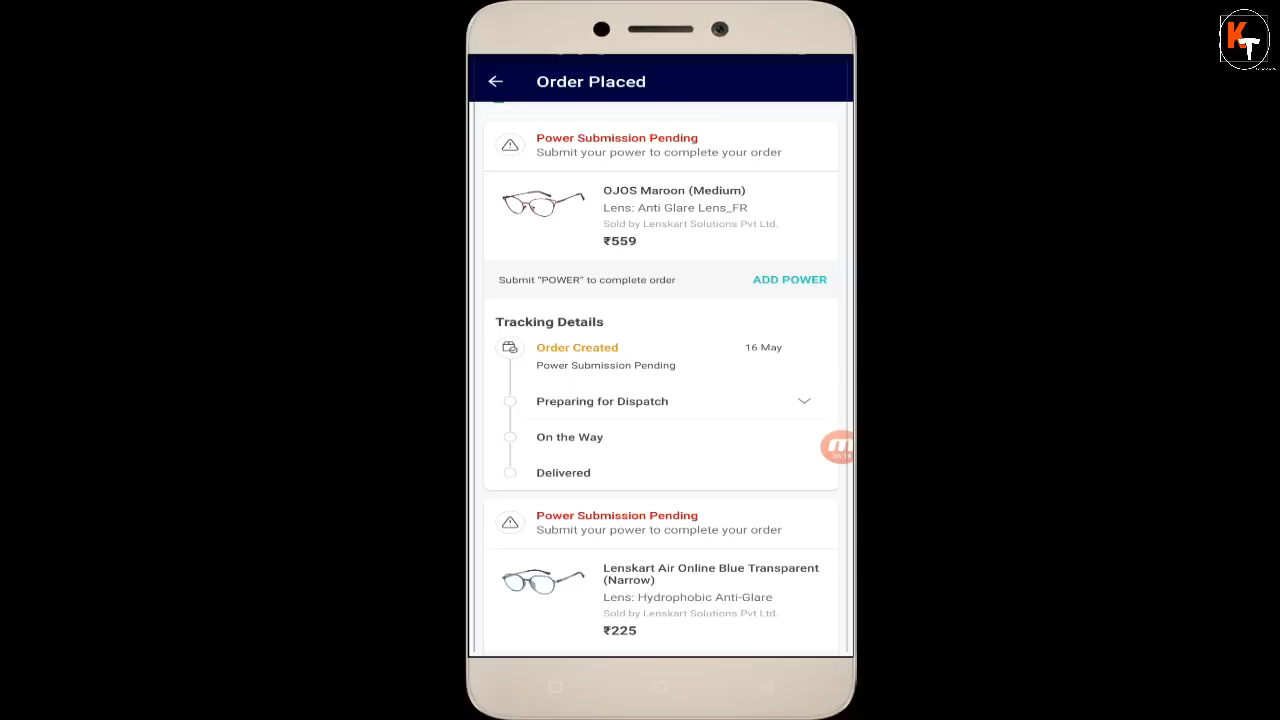 KT
Order Placed
Power Submission Pending
Submit your power to complete your order
OJOS Maroon (Medium)
Lens: Anti Glare Lens_FR
Sold by Lenskart Solutions Pvt Ltd.
₹559
Submit "POWER" to complete order
ADD POWER
Tracking Details
Order Created
16 May
Power Submission Pending
Preparing for Dispatch
On the Way
Delivered
Power Submission Pending
Submit your power to complete your order
Lenskart Air Online Blue Transparent
(Narrow)
Lens: Hydrophobic Anti-Glare
Sold by Lenskart Solutions Pvt Ltd.
₹225